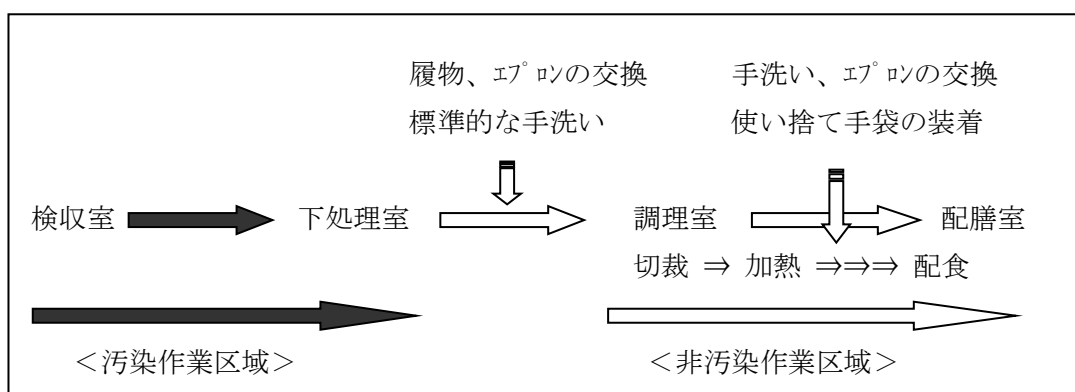 履物、ｴﾌﾟﾛﾝの交換
標準的な手洗い
手洗い、ｴﾌﾟﾛﾝの交換
使い捨て手袋の装着
検収室 下処理室 調理室 配膳室
切裁 ⇒ 加熱 ⇒⇒⇒ 配食
＜汚染作業区域＞ ＜非汚染作業区域＞